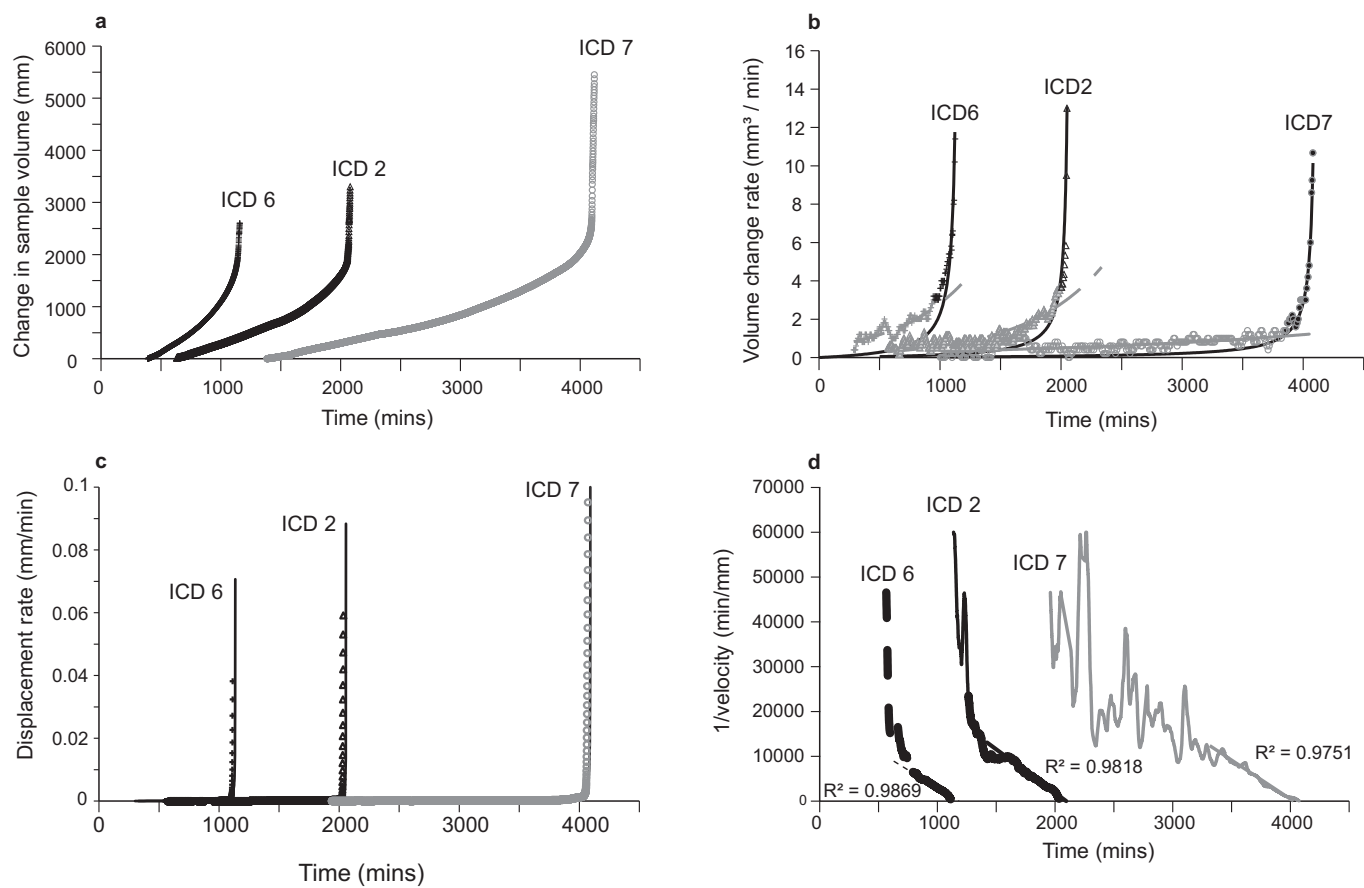 a
6000
5000
4000
3000
2000
1000
0
Change in sample volume (mm)
ICD 6
ICD 2
ICD 7
0
1000
2000
3000
4000
Time (mins)
b
16
14
12
10
8
6
4
2
0
Volume change rate (mm³ / min)
ICD6
ICD2
ICD7
0
1000
2000
3000
4000
Time (mins)
c
0.1
0.08
0.06
0.04
0.02
0
Displacement rate (mm/min)
ICD 6
ICD 2
ICD 7
0
1000
2000
3000
4000
Time (mins)
d
70000
60000
50000
40000
30000
20000
10000
0
1/velocity (min/mm)
ICD 6
ICD 2
ICD 7
R² = 0.9869
R² = 0.9818
R² = 0.9751
0
1000
2000
3000
4000
Time (mins)